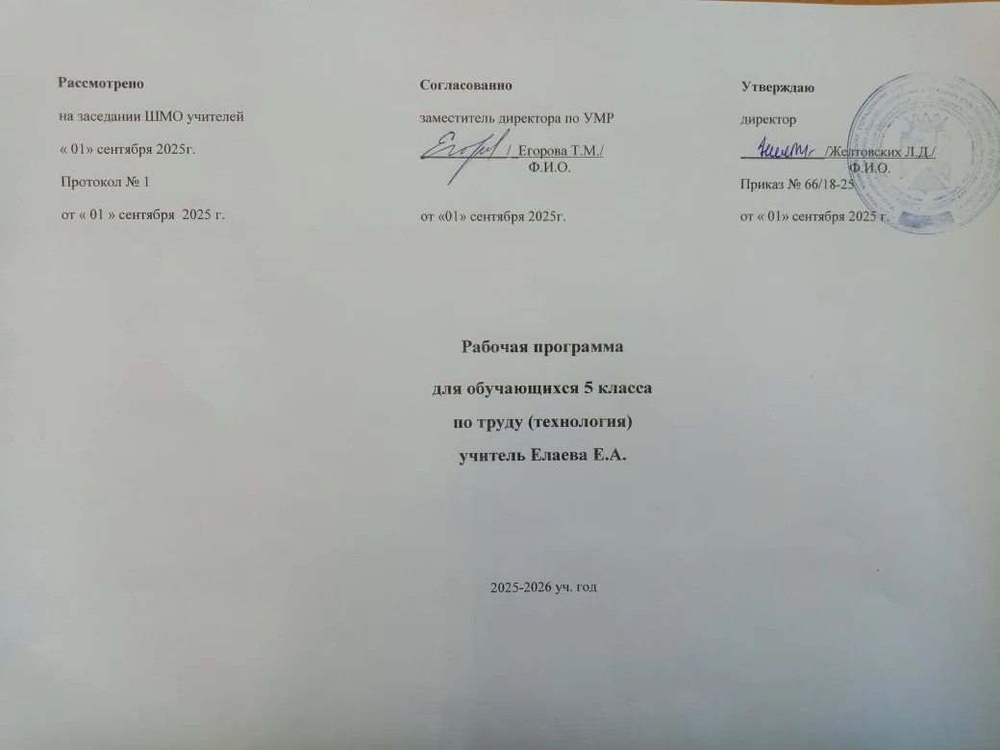 Рассмотрено
на заседании ШМО учителей
« 01» сентября 2025г.
Протокол № 1
от « 01 » сентября 2025 г.
Согласованно
заместитель директора по УМР
/ Егорова Т.М./
Ф.И.О.
от «01» сентября 2025г.
Утверждаю
директор
/Желтовских Л.Д./
Ф.И.О.
Приказ № 66/18-25
от « 01» сентября 2025 г.
Рабочая программа
для обучающихся 5 класса
по труду (технология)
учитель Елаева Е.А.
2025-2026 уч. год